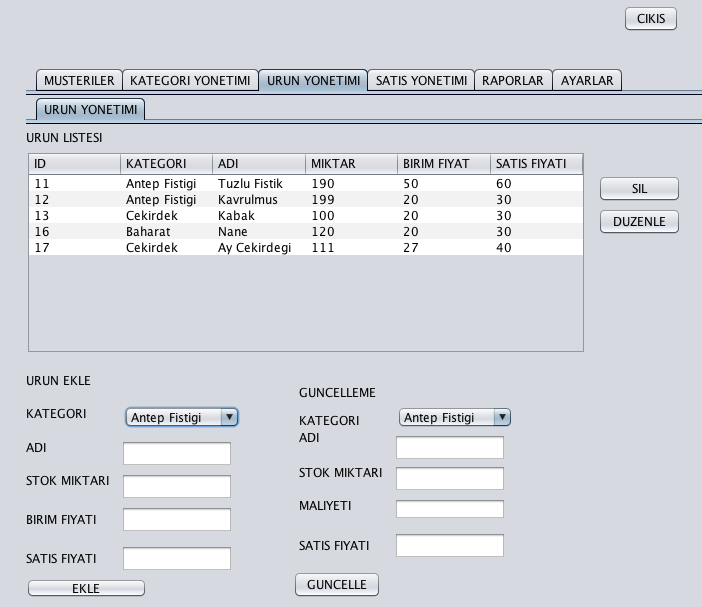 CIKIS
MUSTERILER KATEGORI YONETIMI URUN YONETIMI SATIS YONETIMI RAPORLAR AYARLAR
URUN YONETIMI
URUN LISTESI
ID KATEGORI ADI MIKTAR BIRIM FIYAT SATIS FIYATI
11 Antep Fistigi Tuzlu Fistik 190 50 60
12 Antep Fistigi Kavrulmus 199 20 30
13 Cekirdek Kabak 100 20 30
16 Baharat Nane 120 20 30
17 Cekirdek Ay Cekirdegi 111 27 40
SIL
DUZENLE
URUN EKLE
KATEGORI Antep Fistigi
ADI
STOK MIKTARI
BIRIM FIYATI
SATIS FIYATI
EKLE
GUNCELLEME
KATEGORI Antep Fistigi
ADI
STOK MIKTARI
MALIYETI
SATIS FIYATI
GUNCELLE